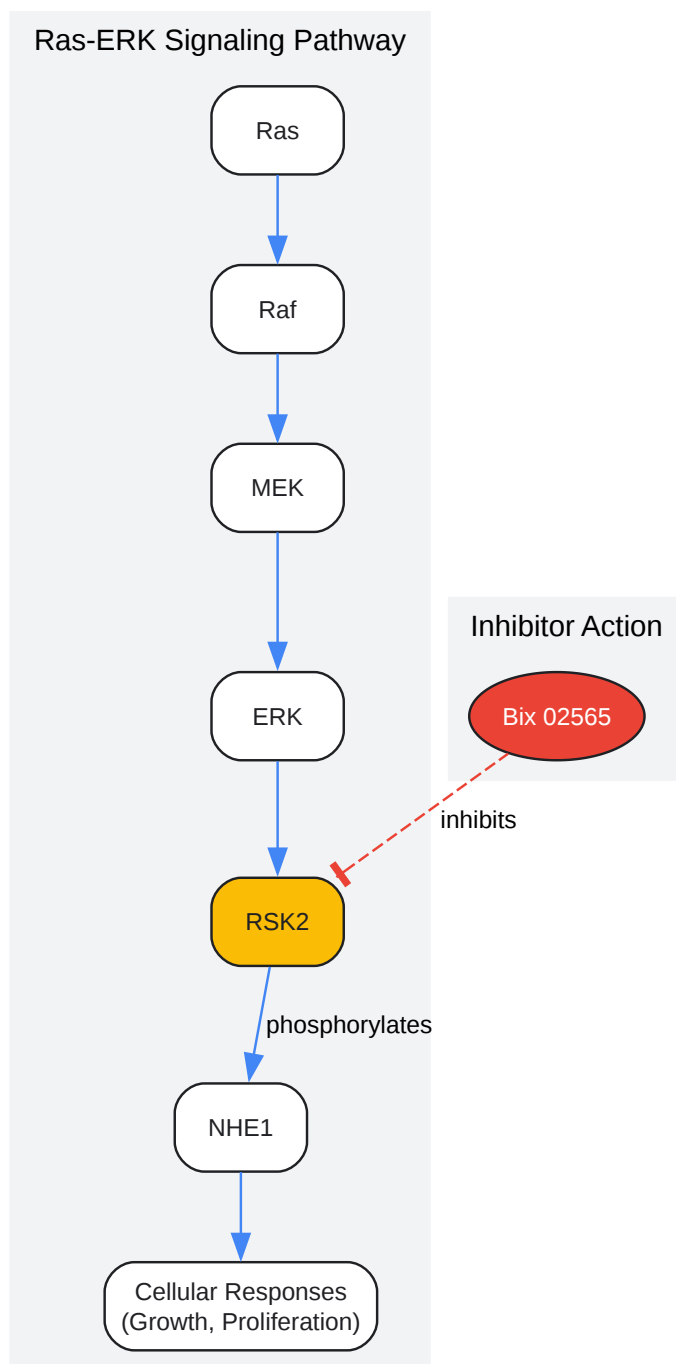 Ras-ERK Signaling Pathway
Ras
Raf
MEK
ERK
Inhibitor Action
Bix 02565
inhibits
RSK2
phosphorylates
NHE1
Cellular Responses
(Growth, Proliferation)